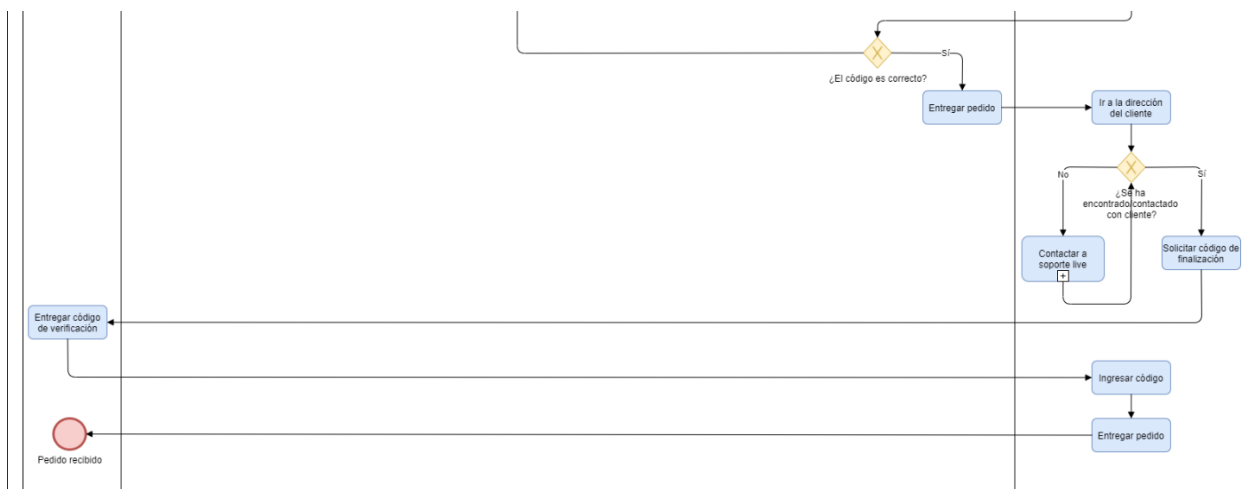 Sí
¿El código es correcto?
Entregar pedido
Ir a la dirección
del cliente
No
Sí
¿Se ha
encontrado/contactado
con cliente?
Contactar a
soporte live
Solicitar código de
finalización
Entregar código
de verificación
Ingresar código
Entregar pedido
Pedido recibido